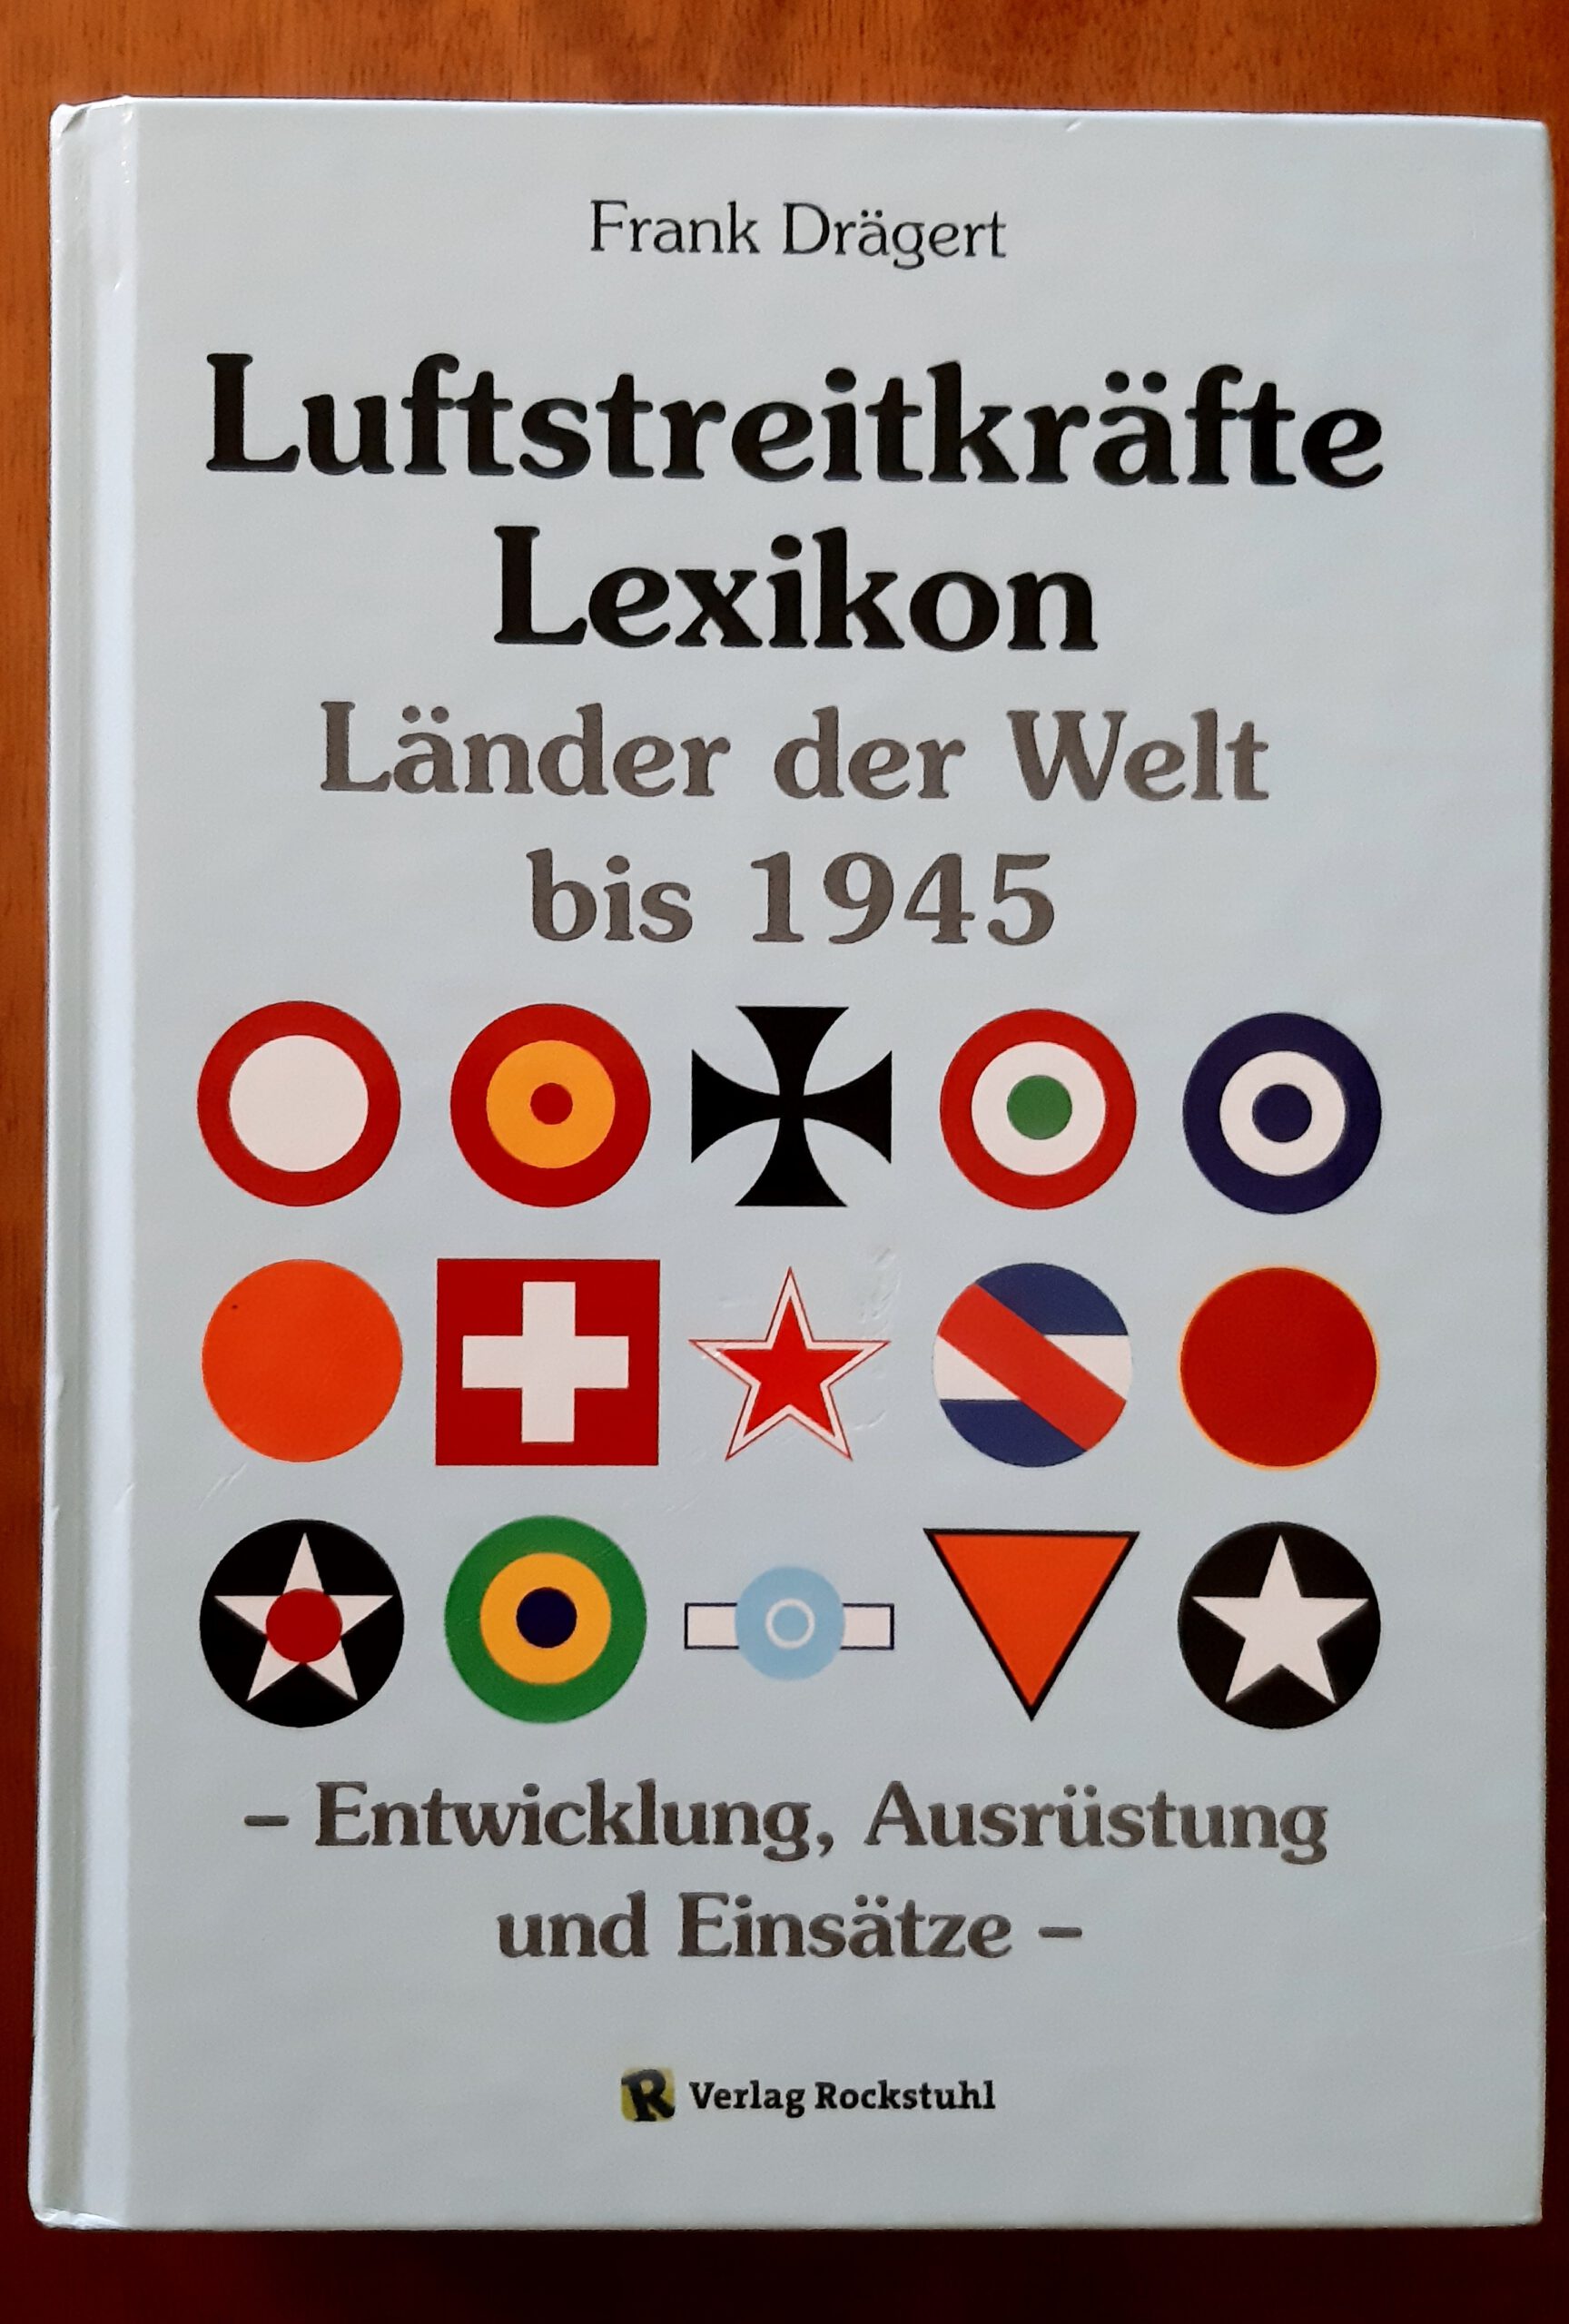 Frank Drägert
Luftstreitkräfte
Lexikon
Länder der Welt
bis 1945
– Entwicklung, Ausrüstung
und Einsätze –
R Verlag Rockstuhl